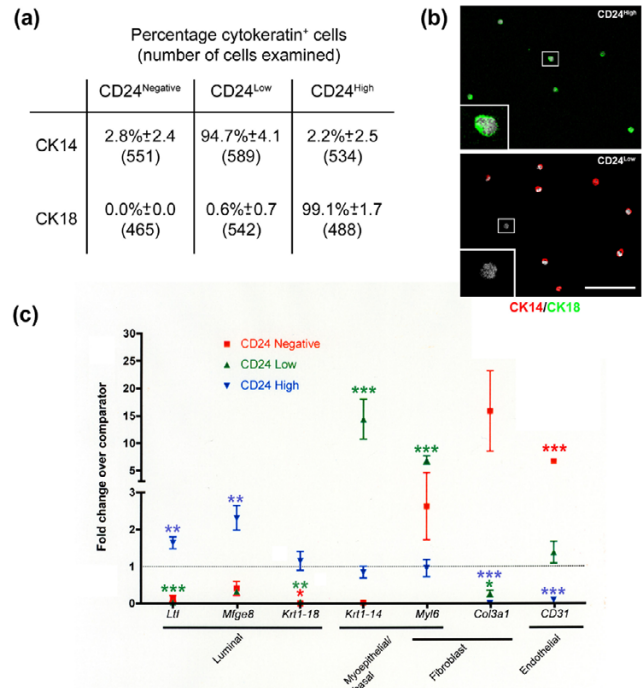 (a)
Percentage cytokeratin⁺ cells
(number of cells examined)
CD24Negative CD24Low CD24High
CK14 2.8%±2.4 94.7%±4.1 2.2%±2.5
(551) (589) (534)
CK18 0.0%±0.0 0.6%±0.7 99.1%±1.7
(465) (542) (488)
(b)
CD24High
CD24Low
CK14/CK18
(c)
CD24 Negative
CD24 Low
CD24 High
Fold change over comparator
30
25
20
15
10
5
3
2
1
0
** ** *** *** ***
*** ** * *** * ***
Ltf Mfge8 Krt1-18 Krt1-14 Myl6 Col3a1 CD31
Luminal
Myoepithelial/
Fibroblast
Endothelial